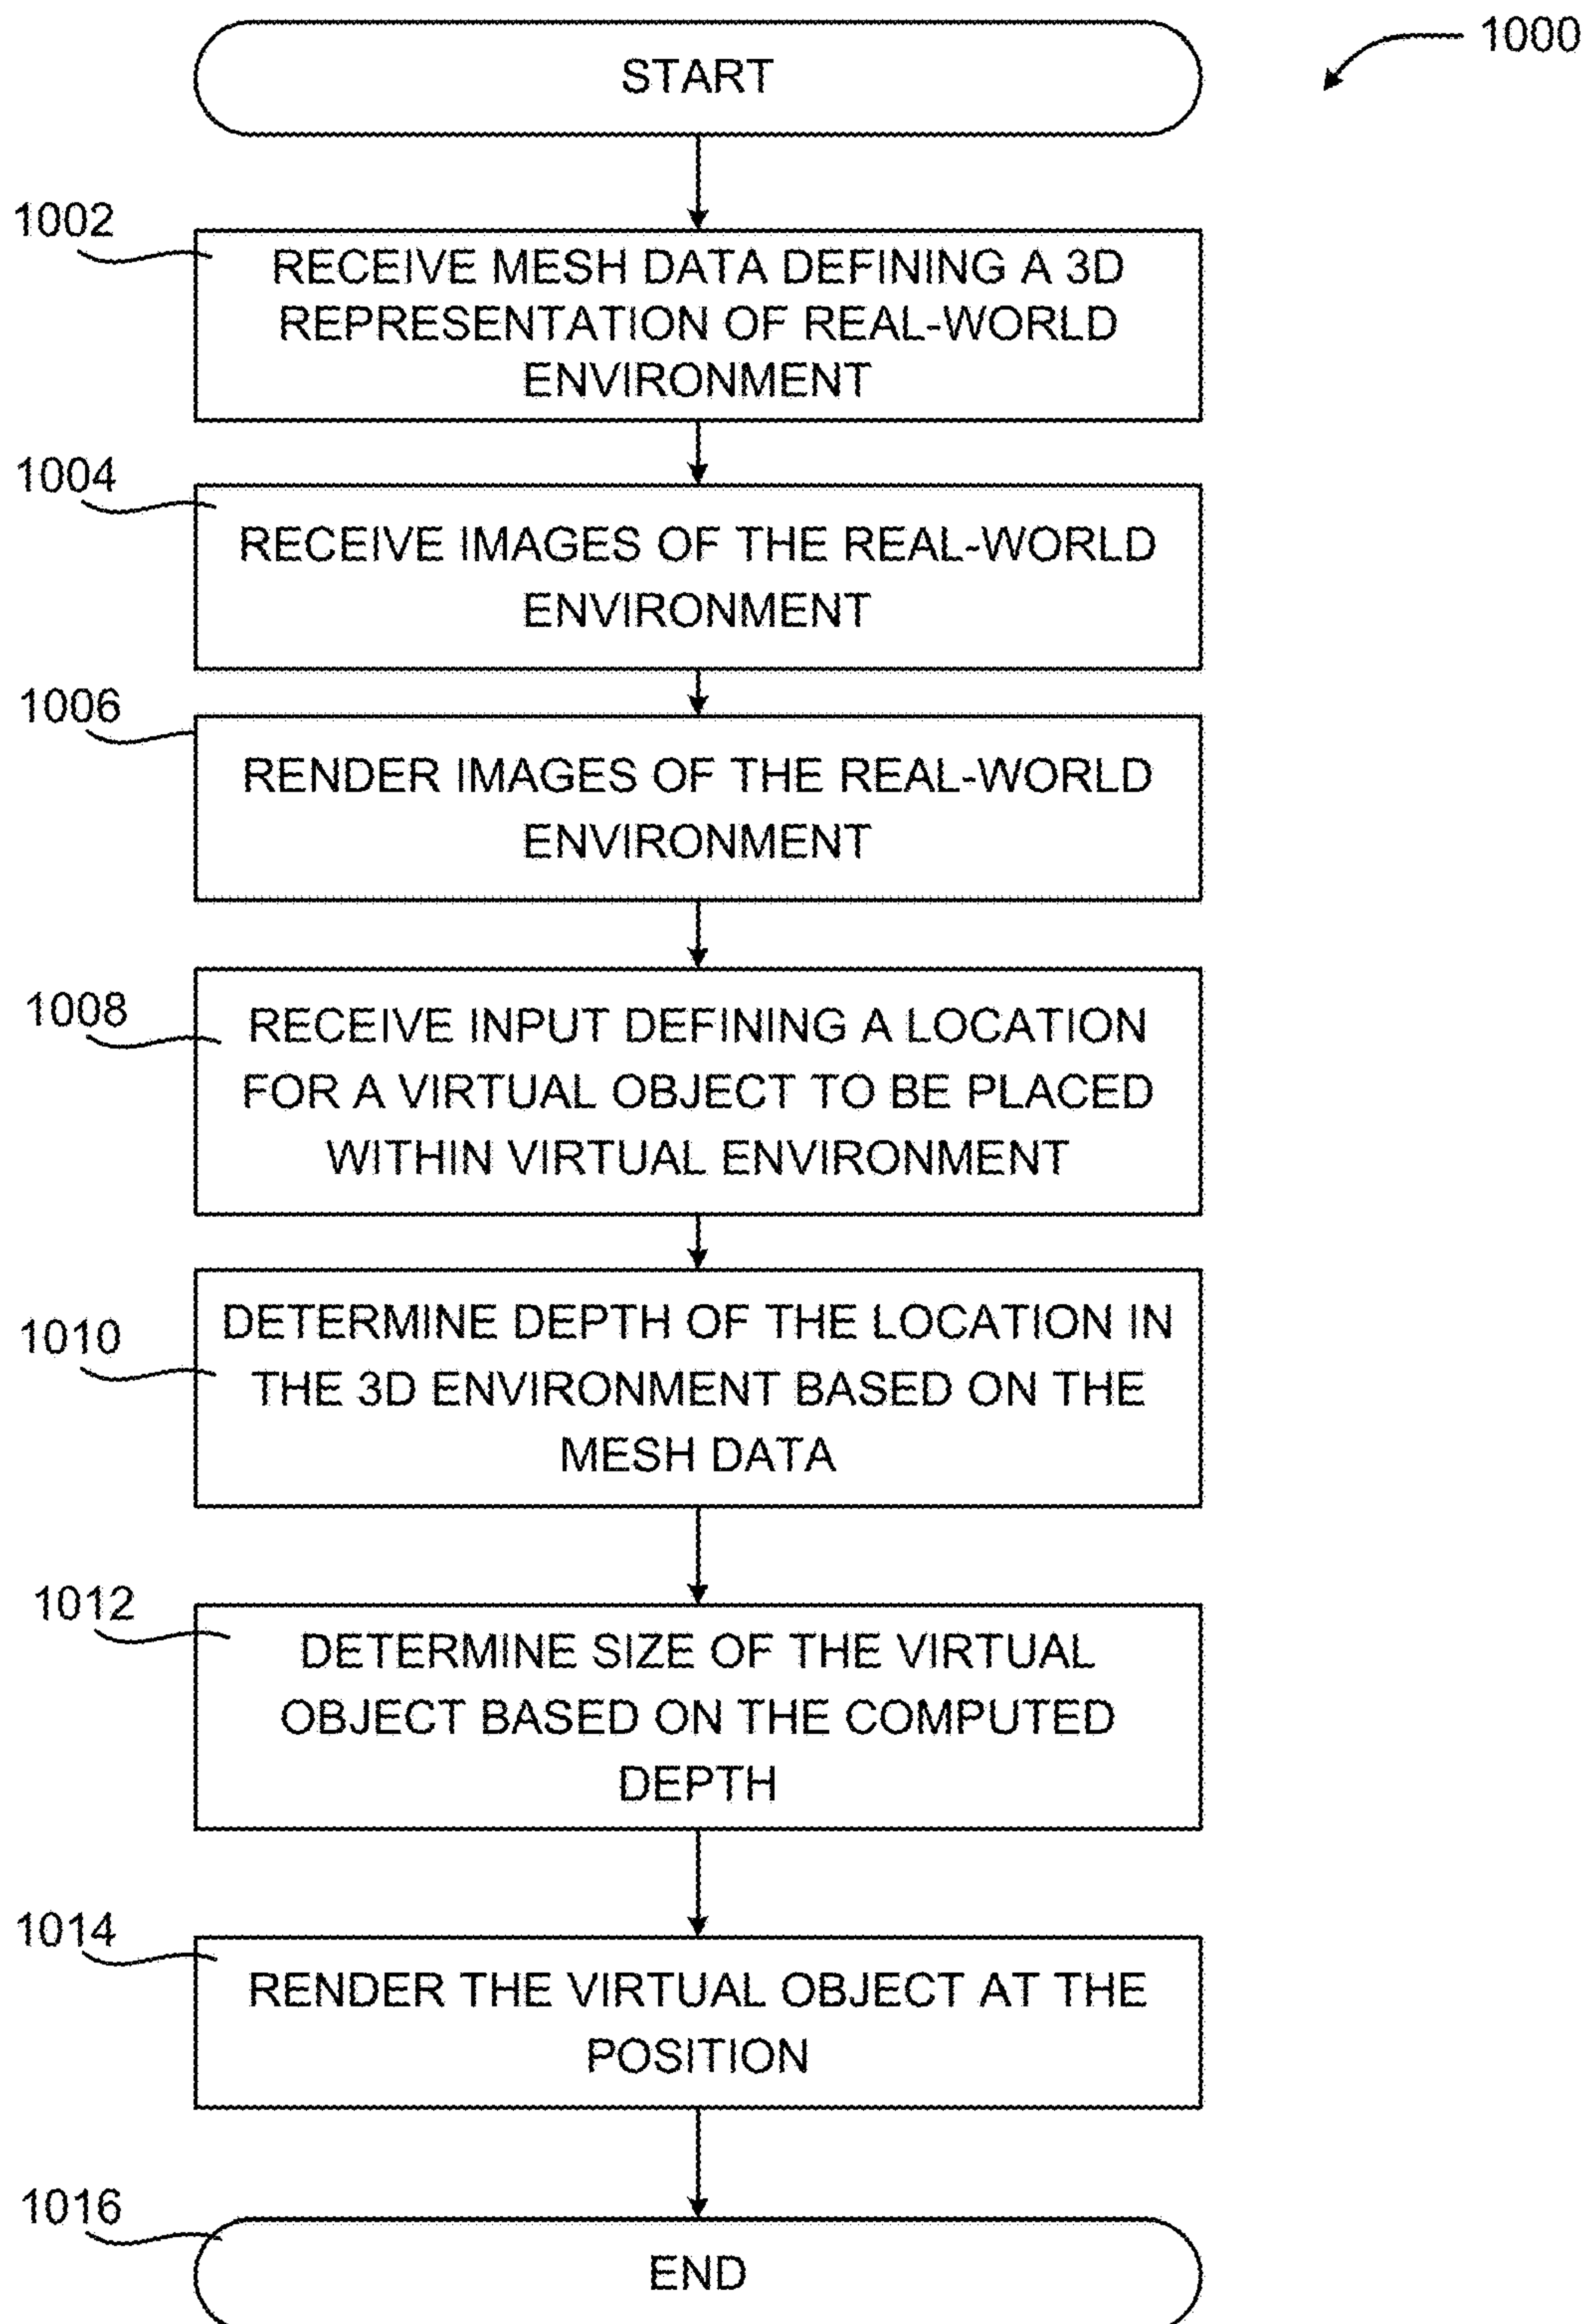 1000
START
1002
RECEIVE MESH DATA DEFINING A 3D
REPRESENTATION OF REAL-WORLD
ENVIRONMENT
1004
RECEIVE IMAGES OF THE REAL-WORLD
ENVIRONMENT
1006
RENDER IMAGES OF THE REAL-WORLD
ENVIRONMENT
1008
RECEIVE INPUT DEFINING A LOCATION
FOR A VIRTUAL OBJECT TO BE PLACED
WITHIN VIRTUAL ENVIRONMENT
1010
DETERMINE DEPTH OF THE LOCATION IN
THE 3D ENVIRONMENT BASED ON THE
MESH DATA
1012
DETERMINE SIZE OF THE VIRTUAL
OBJECT BASED ON THE COMPUTED
DEPTH
1014
RENDER THE VIRTUAL OBJECT AT THE
POSITION
1016
END